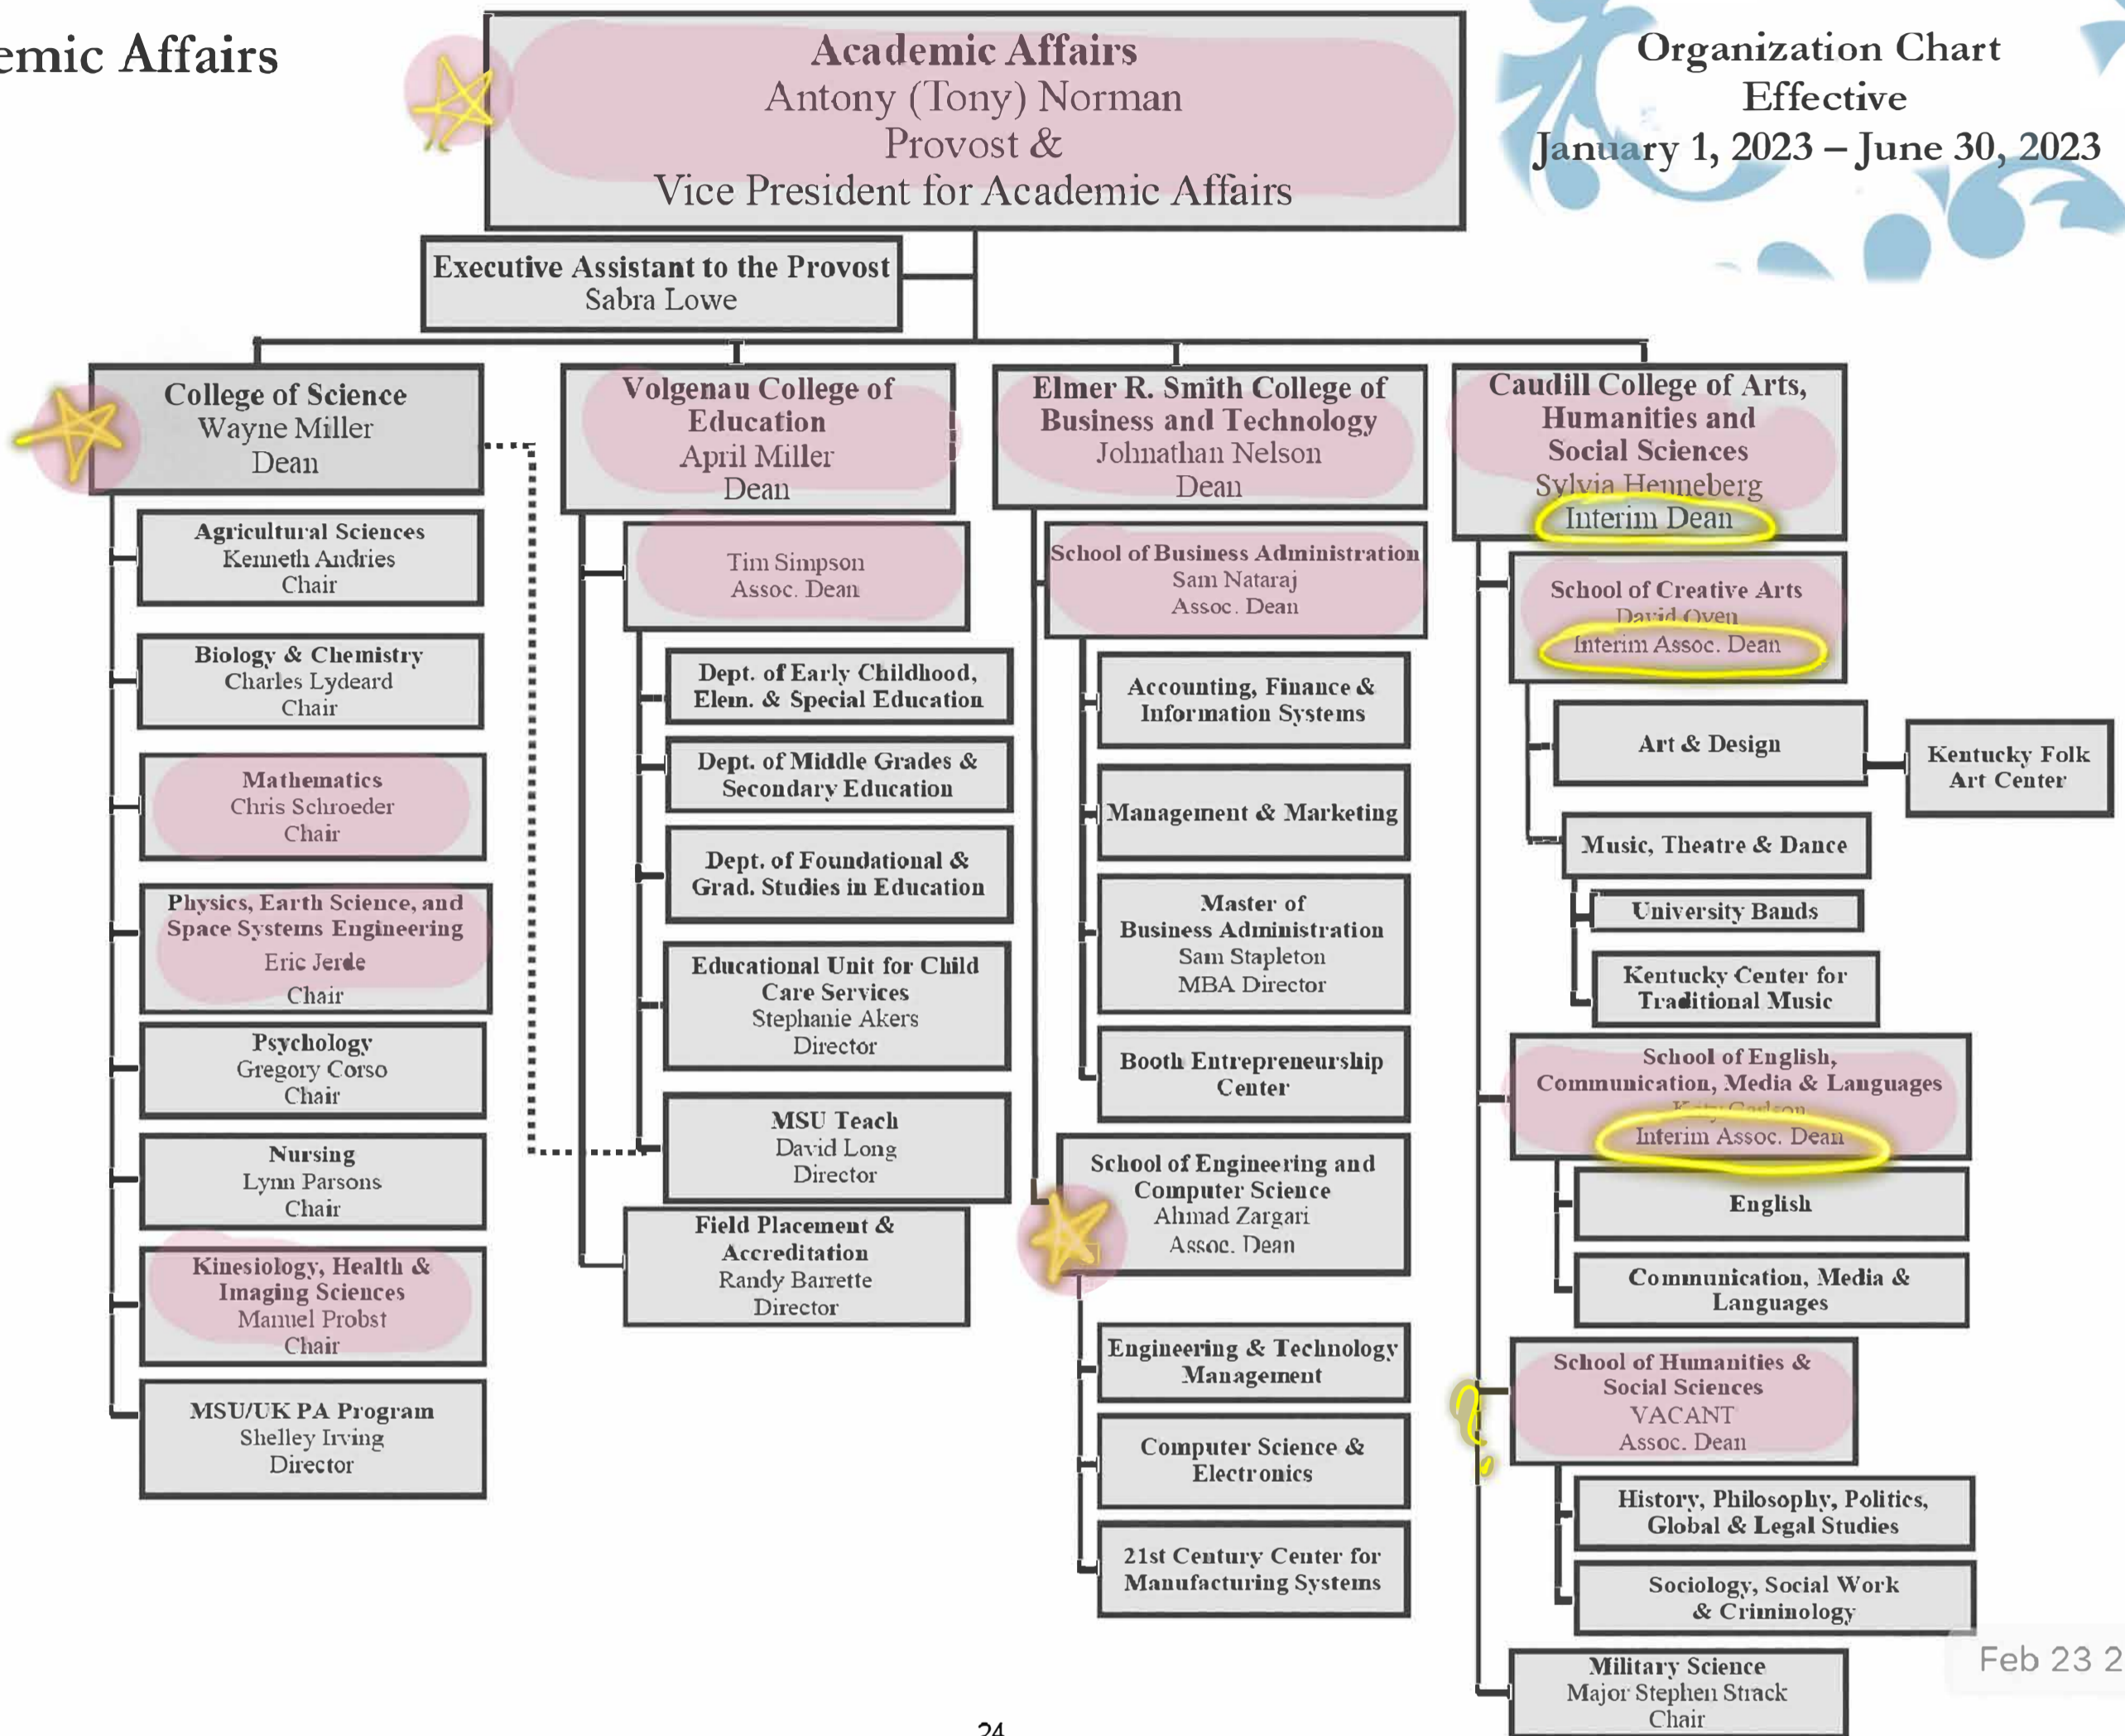 emic Affairs
Academic Affairs
Antony (Tony) Norman
Provost &
Vice President for Academic Affairs
Organization Chart
Effective
January 1, 2023 – June 30, 2023
Executive Assistant to the Provost
Sabra Lowe
College of Science
Wayne Miller
Dean
Agricultural Sciences
Kenneth Andries
Chair
Biology & Chemistry
Charles Lydeard
Chair
Mathematics
Chris Schroeder
Chair
Physics, Earth Science, and
Space Systems Engineering
Eric Jerde
Chair
Psychology
Gregory Corso
Chair
Nursing
Lynn Parsons
Chair
Kinesiology, Health &
Imaging Sciences
Manuel Probst
Chair
MSU/UK PA Program
Shelley Irving
Director
Volgenau College of
Education
April Miller
Dean
Tim Simpson
Assoc. Dean
Dept. of Early Childhood,
Elem. & Special Education
Dept. of Middle Grades &
Secondary Education
Dept. of Foundational &
Grad. Studies in Education
Educational Unit for Child
Care Services
Stephanie Akers
Director
MSU Teach
David Long
Director
Field Placement &
Accreditation
Randy Barrette
Director
Elmer R. Smith College of
Business and Technology
Johnathan Nelson
Dean
School of Business Administration
Sam Nataraj
Assoc. Dean
Accounting, Finance &
Information Systems
Management & Marketing
Master of
Business Administration
Sam Stapleton
MBA Director
Booth Entrepreneurship
Center
School of Engineering and
Computer Science
Ahmad Zargari
Assoc. Dean
Engineering & Technology
Management
Computer Science &
Electronics
21st Century Center for
Manufacturing Systems
Caudill College of Arts,
Humanities and
Social Sciences
Sylvia Henneberg
Interim Dean
School of Creative Arts
David Oyen
Interim Assoc. Dean
Art & Design
Kentucky Folk
Art Center
Music, Theatre & Dance
University Bands
Kentucky Center for
Traditional Music
School of English,
Communication, Media & Languages
Katy Carlson
Interim Assoc. Dean
English
Communication, Media &
Languages
?
School of Humanities &
Social Sciences
VACANT
Assoc. Dean
History, Philosophy, Politics,
Global & Legal Studies
Sociology, Social Work
& Criminology
Military Science
Major Stephen Strack
Chair
Feb 23 2
24